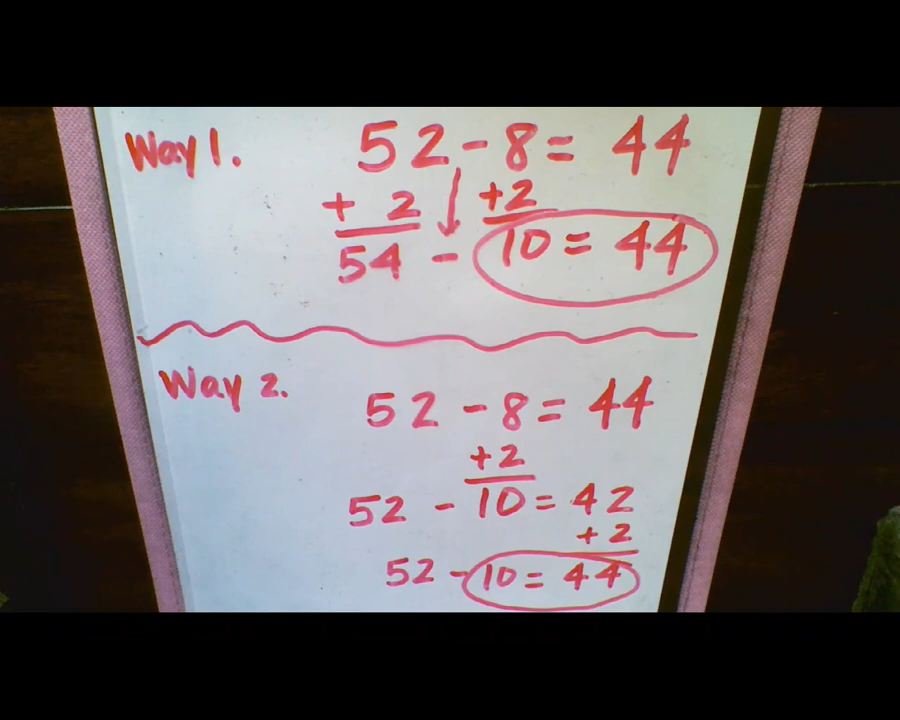 Way 1.
52 - 8 = 44
+ 2 +2
54 - 10 = 44
Way 2.
52 - 8 = 44
+2
52 - 10 = 42
+ 2
52 - 10 = 44